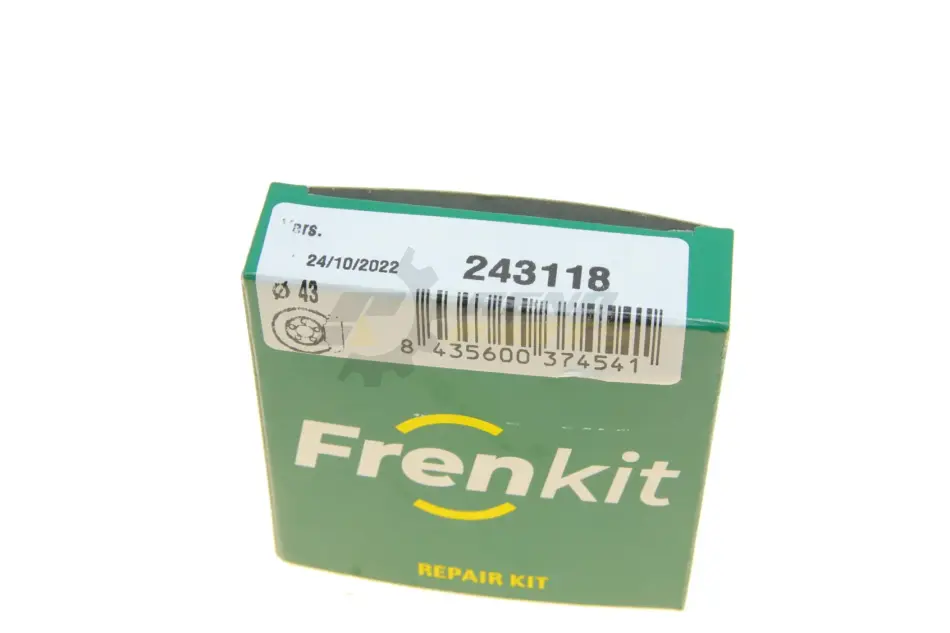 Vers.
24/10/2022 243118
Ø 43
8 435600 374541
Frenkit
REPAIR KIT